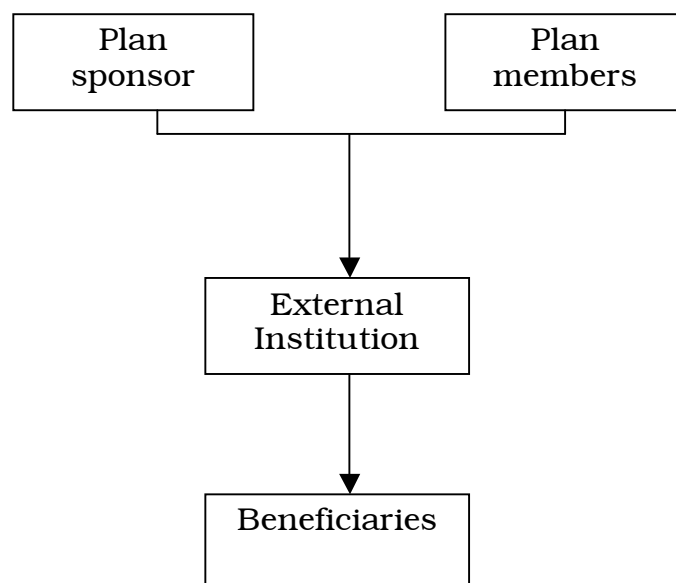 Plan
sponsor
Plan
members
External
Institution
Beneficiaries